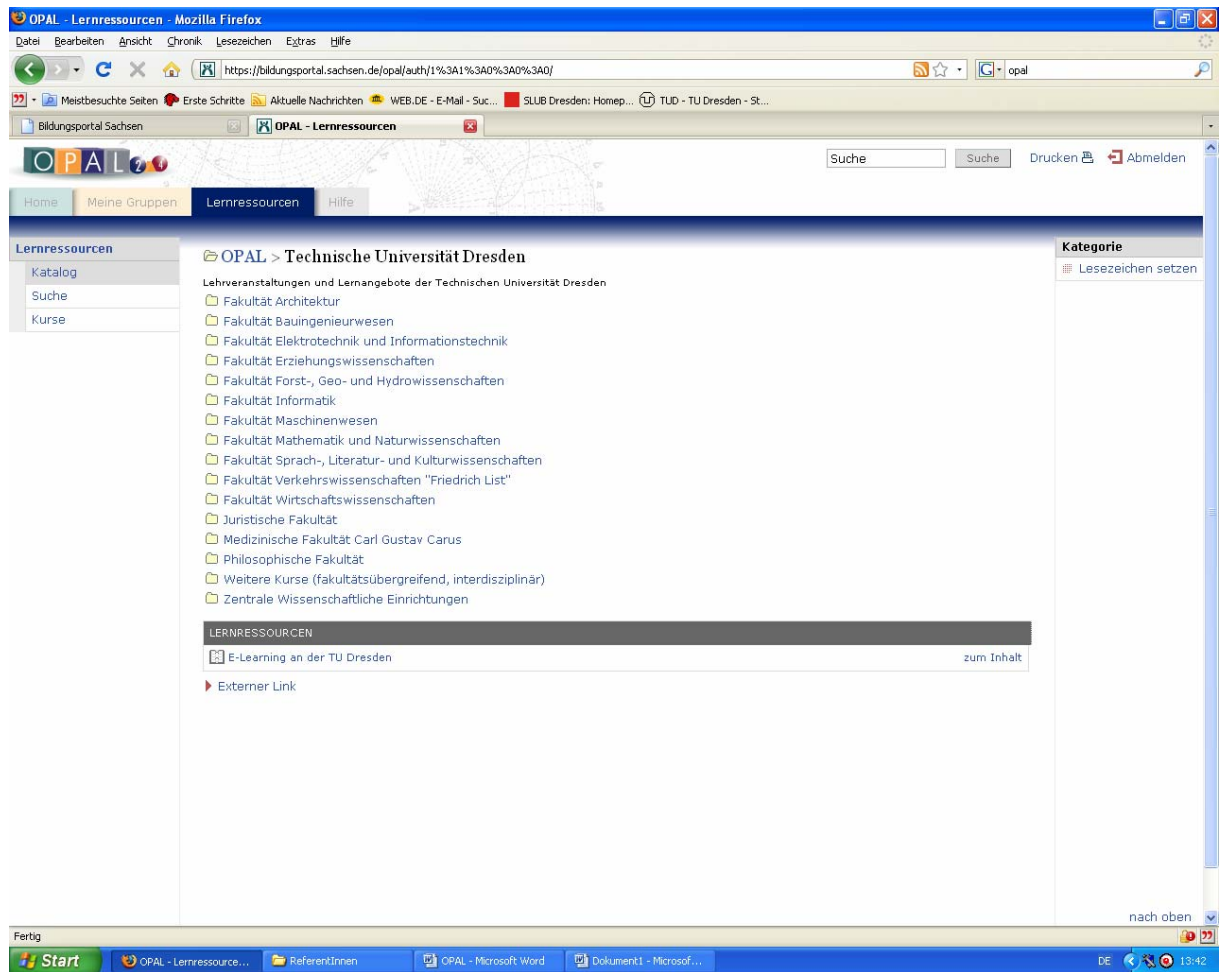 OPAL - Lernressourcen - Mozilla Firefox
Datei Bearbeiten Ansicht Chronik Lesezeichen Extras Hilfe
https://bildungsportal.sachsen.de/opal/auth/1%3A1%3A0%3A0%3A0/ opal
Meistbesuchte Seiten Erste Schritte Aktuelle Nachrichten WEB.DE - E-Mail - Suc... SLUB Dresden: Homep... TUD - TU Dresden - St...
Bildungsportal Sachsen OPAL - Lernressourcen
OPAL Suche Suche Drucken Abmelden
Home Meine Gruppen Lernressourcen Hilfe
Lernressourcen
Katalog
Suche
Kurse
OPAL > Technische Universität Dresden
Lehrveranstaltungen und Lernangebote der Technischen Universität Dresden
Fakultät Architektur
Fakultät Bauingenieurwesen
Fakultät Elektrotechnik und Informationstechnik
Fakultät Erziehungswissenschaften
Fakultät Forst-, Geo- und Hydrowissenschaften
Fakultät Informatik
Fakultät Maschinenwesen
Fakultät Mathematik und Naturwissenschaften
Fakultät Sprach-, Literatur- und Kulturwissenschaften
Fakultät Verkehrswissenschaften "Friedrich List"
Fakultät Wirtschaftswissenschaften
Juristische Fakultät
Medizinische Fakultät Carl Gustav Carus
Philosophische Fakultät
Weitere Kurse (fakultätsübergreifend, interdisziplinär)
Zentrale Wissenschaftliche Einrichtungen
LERNRESSOURCEN
E-Learning an der TU Dresden zum Inhalt
Externer Link
Kategorie
Lesezeichen setzen
nach oben
Fertig
Start OPAL - Lernressource... ReferentInnen OPAL - Microsoft Word Dokument1 - Microsof... DE 13:42